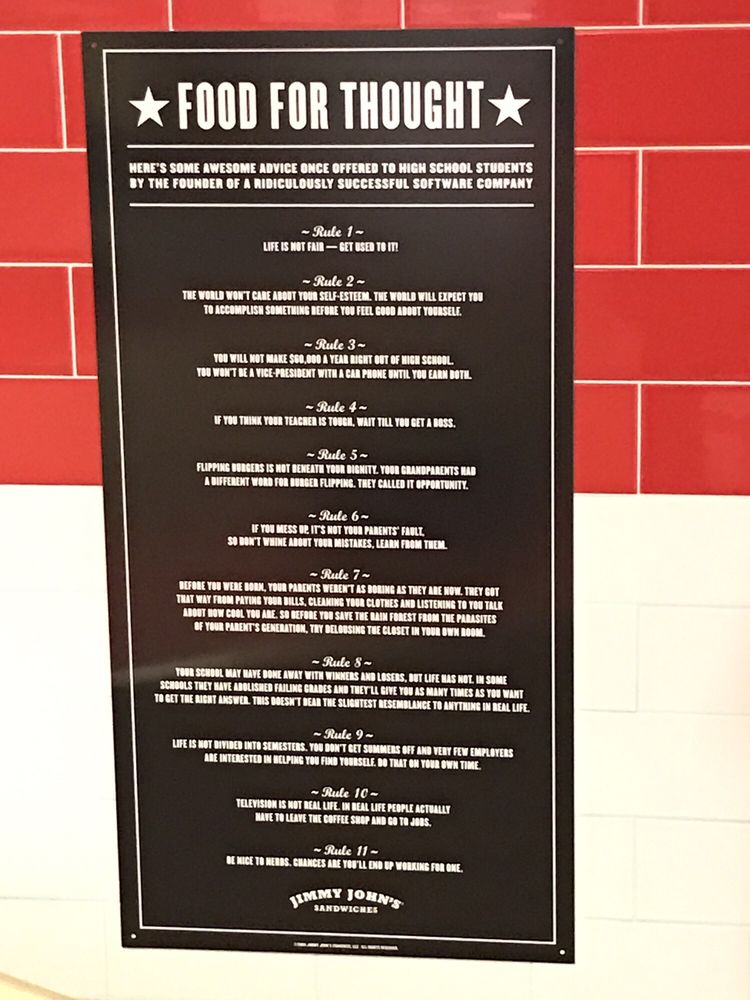 ★ FOOD FOR THOUGHT ★
HERE'S SOME AWESOME ADVICE ONCE OFFERED TO HIGH SCHOOL STUDENTS
BY THE FOUNDER OF A RIDICULOUSLY SUCCESSFUL SOFTWARE COMPANY
~ Rule 1 ~
LIFE IS NOT FAIR — GET USED TO IT!
~ Rule 2 ~
THE WORLD WON'T CARE ABOUT YOUR SELF-ESTEEM. THE WORLD WILL EXPECT YOU
TO ACCOMPLISH SOMETHING BEFORE YOU FEEL GOOD ABOUT YOURSELF.
~ Rule 3 ~
YOU WILL NOT MAKE $60,000 A YEAR RIGHT OUT OF HIGH SCHOOL.
YOU WON'T BE A VICE-PRESIDENT WITH A CAR PHONE UNTIL YOU EARN BOTH.
~ Rule 4 ~
IF YOU THINK YOUR TEACHER IS TOUGH, WAIT TILL YOU GET A BOSS.
~ Rule 5 ~
FLIPPING BURGERS IS NOT BENEATH YOUR DIGNITY. YOUR GRANDPARENTS HAD
A DIFFERENT WORD FOR BURGER FLIPPING. THEY CALLED IT OPPORTUNITY.
~ Rule 6 ~
IF YOU MESS UP, IT'S NOT YOUR PARENTS' FAULT,
SO DON'T WHINE ABOUT YOUR MISTAKES, LEARN FROM THEM.
~ Rule 7 ~
BEFORE YOU WERE BORN, YOUR PARENTS WEREN'T AS BORING AS THEY ARE NOW. THEY GOT
THAT WAY FROM PAYING YOUR BILLS, CLEANING YOUR CLOTHES AND LISTENING TO YOU TALK
ABOUT HOW COOL YOU ARE. SO BEFORE YOU SAVE THE RAIN FOREST FROM THE PARASITES
OF YOUR PARENT'S GENERATION, TRY DELOUSING THE CLOSET IN YOUR OWN ROOM.
~ Rule 8 ~
YOUR SCHOOL MAY HAVE DONE AWAY WITH WINNERS AND LOSERS, BUT LIFE HAS NOT. IN SOME
SCHOOLS THEY HAVE ABOLISHED FAILING GRADES AND THEY'LL GIVE YOU AS MANY TIMES AS YOU WANT
TO GET THE RIGHT ANSWER. THIS DOESN'T BEAR THE SLIGHTEST RESEMBLANCE TO ANYTHING IN REAL LIFE.
~ Rule 9 ~
LIFE IS NOT DIVIDED INTO SEMESTERS. YOU DON'T GET SUMMERS OFF AND VERY FEW EMPLOYERS
ARE INTERESTED IN HELPING YOU FIND YOURSELF. DO THAT ON YOUR OWN TIME.
~ Rule 10 ~
TELEVISION IS NOT REAL LIFE. IN REAL LIFE PEOPLE ACTUALLY
HAVE TO LEAVE THE COFFEE SHOP AND GO TO JOBS.
~ Rule 11 ~
BE NICE TO NERDS. CHANCES ARE YOU'LL END UP WORKING FOR ONE.
JIMMY JOHN'S
SANDWICHES
JIMMY JOHN'S FRANCHISE, LLC ALL RIGHTS RESERVED.